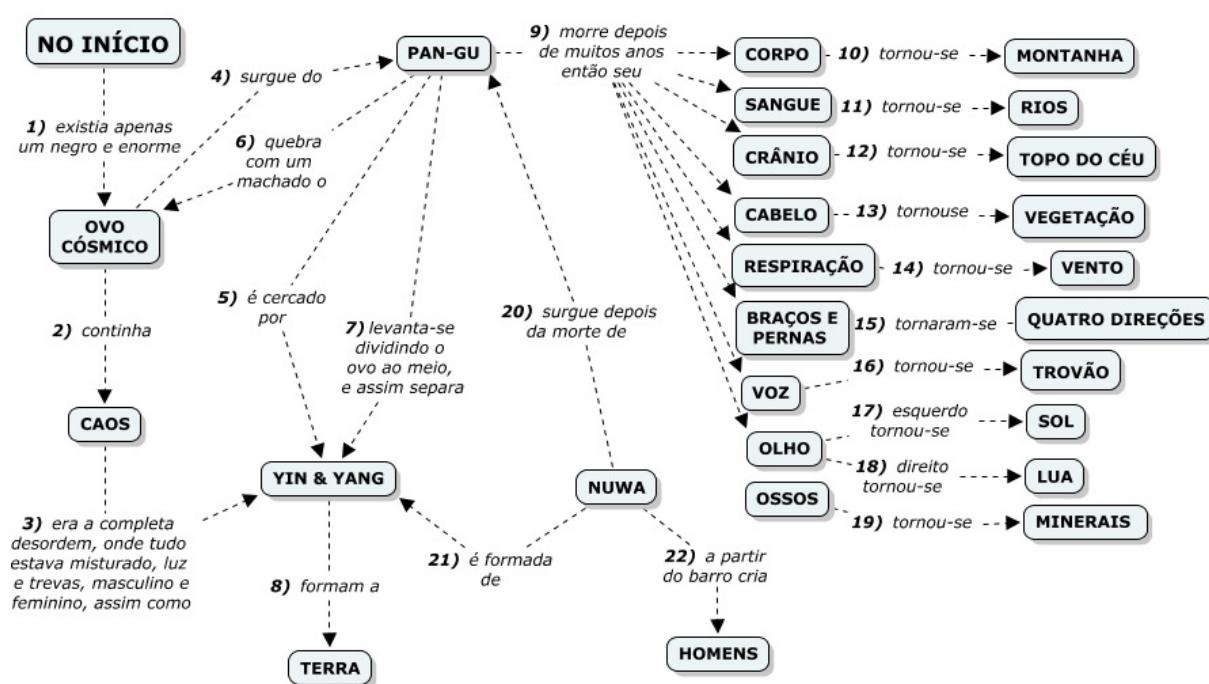 NO INÍCIO
1) existia apenas
um negro e enorme
OVO
CÓSMICO
2) continha
CAOS
3) era a completa
desordem, onde tudo
estava misturado, luz
e trevas, masculino e
feminino, assim como
4) surge do
PAN-GU
6) quebra
com um
machado o
5) é cercado
por
7) levanta-se
dividindo o
ovo ao meio,
e assim separa
YIN & YANG
8) formam a
TERRA
9) morre depois
de muitos anos
então seu
CORPO
10) tornou-se
MONTANHA
SANGUE
11) tornou-se
RIOS
CRÂNIO
12) tornou-se
TOPO DO CÉU
CABELO
13) tornouse
VEGETAÇÃO
RESPIRAÇÃO
14) tornou-se
VENTO
BRAÇOS E
PERNAS
15) tornaram-se
QUATRO DIREÇÕES
VOZ
16) tornou-se
TROVÃO
OLHO
17) esquerdo
tornou-se
SOL
18) direito
tornou-se
LUA
OSSOS
19) tornou-se
MINERAIS
20) surgue depois
da morte de
NUWA
21) é formada
de
22) a partir
do barro cria
HOMENS